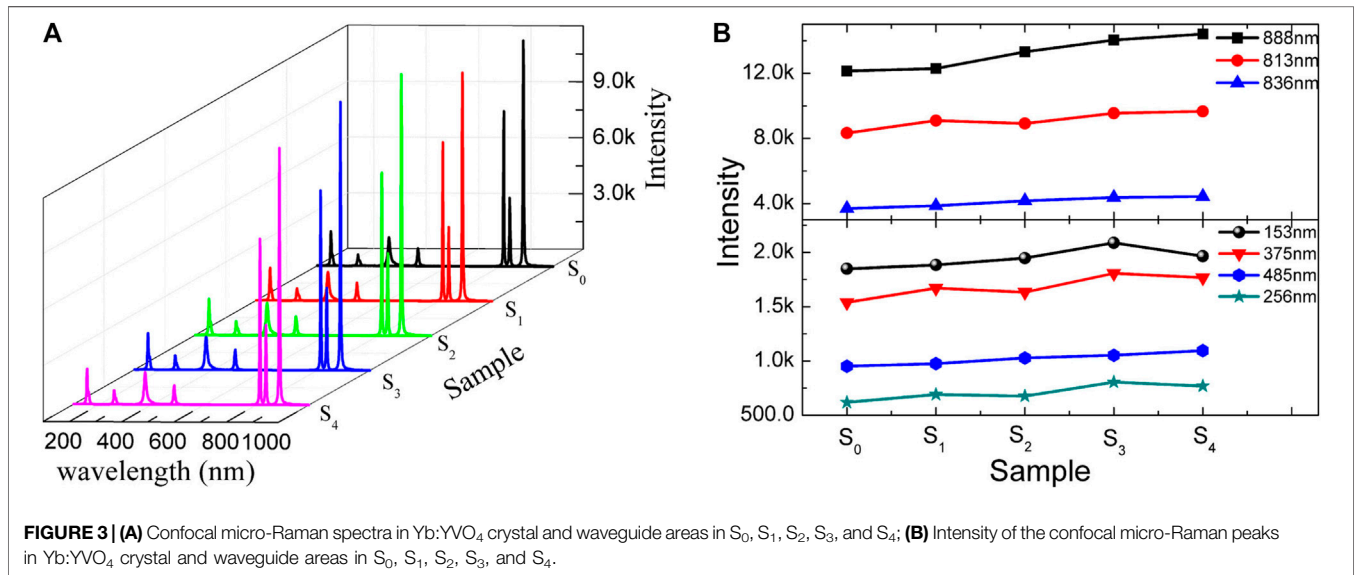 A
9.0k
6.0k
3.0k
Intensity
S0
S1
S2
S3
S4
Sample
200 400 600 800 1000
wavelength (nm)
B
888nm
813nm
836nm
12.0k
8.0k
4.0k
153nm
375nm
485nm
256nm
2.0k
1.5k
1.0k
500.0
Intensity
S0 S1 S2 S3 S4
Sample
FIGURE 3 | (A) Confocal micro-Raman spectra in Yb:YVO4 crystal and waveguide areas in S0, S1, S2, S3, and S4; (B) Intensity of the confocal micro-Raman peaks
in Yb:YVO4 crystal and waveguide areas in S0, S1, S2, S3, and S4.